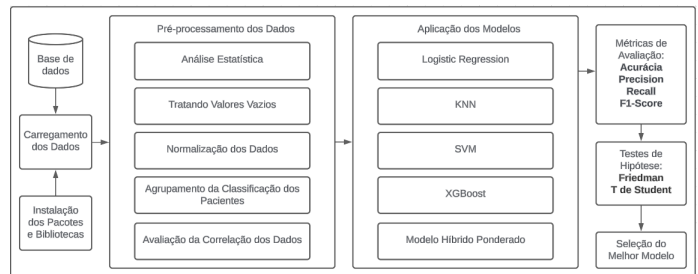 Base de
dados
Carregamento
dos Dados
Instalação
dos Pacotes
e Bibliotecas
Pré-processamento dos Dados
Análise Estatística
Tratando Valores Vazios
Normalização dos Dados
Agrupamento da Classificação dos
Pacientes
Avaliação da Correlação dos Dados
Aplicação dos Modelos
Logistic Regression
KNN
SVM
XGBoost
Modelo Híbrido Ponderado
Métricas de
Avaliação:
Acurácia
Precision
Recall
F1-Score
Testes de
Hipótese:
Friedman
T de Student
Seleção do
Melhor Modelo